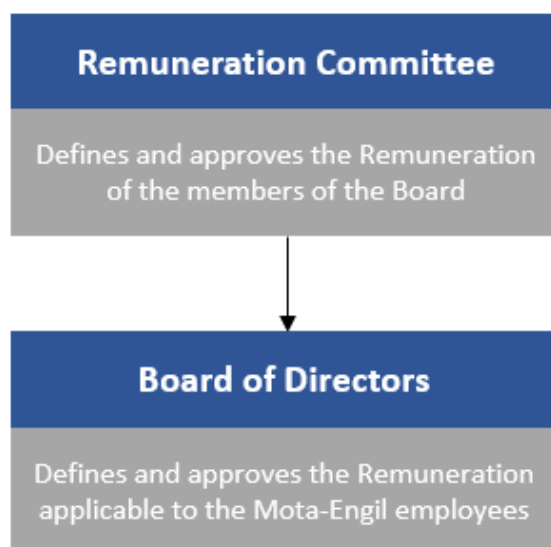 Remuneration Committee
Defines and approves the Remuneration
of the members of the Board
Board of Directors
Defines and approves the Remuneration
applicable to the Mota-Engil employees